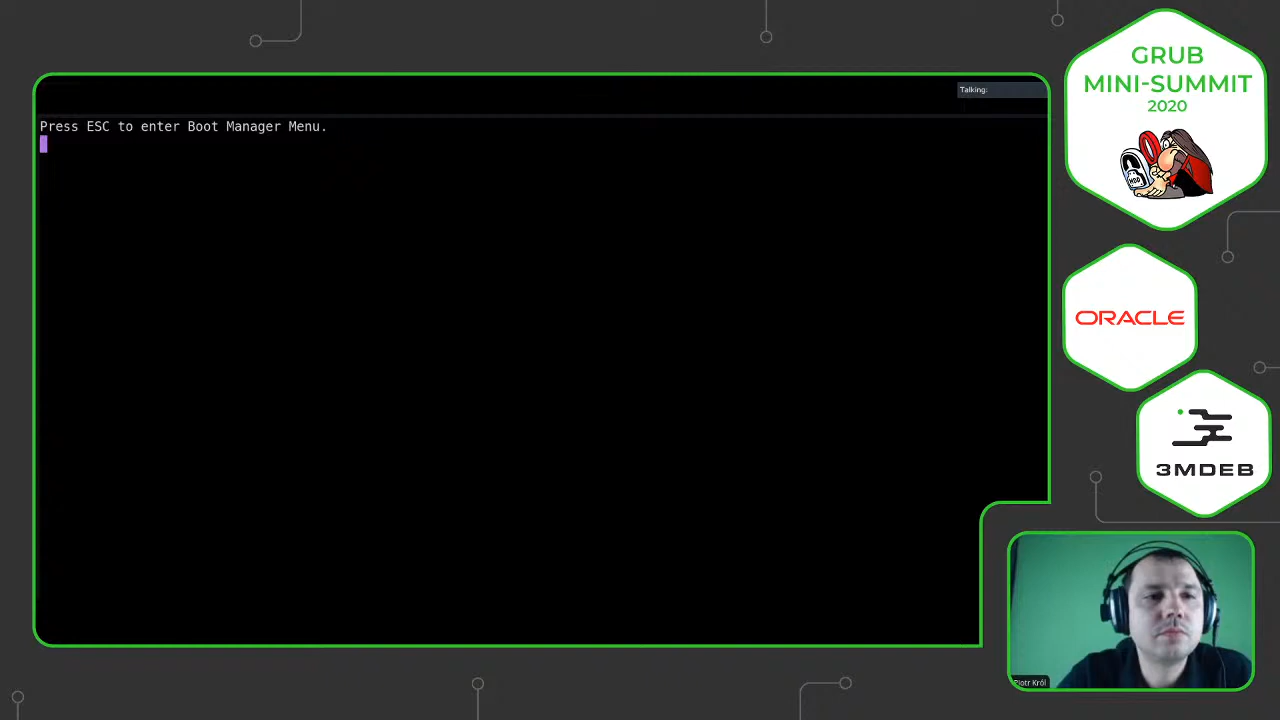 GRUB
MINI-SUMMIT
2020
Talking:
Press ESC to enter Boot Manager Menu.
ORACLE
3MDEB
Piotr Król